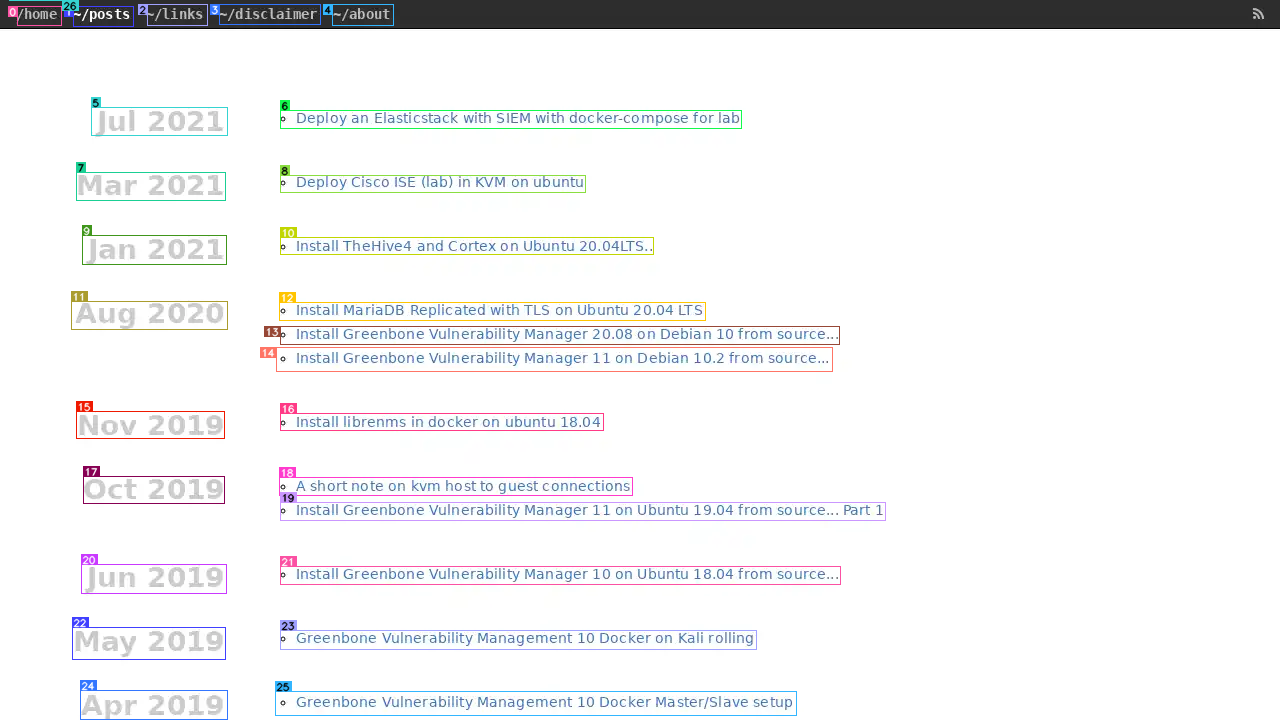 ~/home ~/posts ~/links ~/disclaimer ~/about
Jul 2021
Deploy an Elasticstack with SIEM with docker-compose for lab
Mar 2021
Deploy Cisco ISE (lab) in KVM on ubuntu
Jan 2021
Install TheHive4 and Cortex on Ubuntu 20.04LTS..
Aug 2020
Install MariaDB Replicated with TLS on Ubuntu 20.04 LTS
Install Greenbone Vulnerability Manager 20.08 on Debian 10 from source...
Install Greenbone Vulnerability Manager 11 on Debian 10.2 from source...
Nov 2019
Install librenms in docker on ubuntu 18.04
Oct 2019
A short note on kvm host to guest connections
Install Greenbone Vulnerability Manager 11 on Ubuntu 19.04 from source... Part 1
Jun 2019
Install Greenbone Vulnerability Manager 10 on Ubuntu 18.04 from source...
May 2019
Greenbone Vulnerability Management 10 Docker on Kali rolling
Apr 2019
Greenbone Vulnerability Management 10 Docker Master/Slave setup